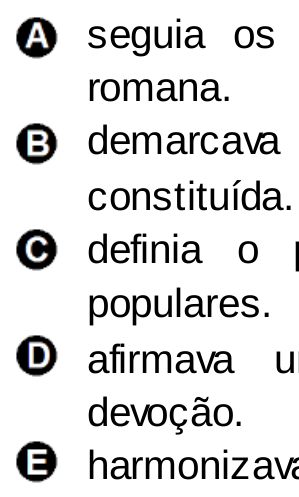 A seguia os
romana.
B demarcava
constituída.
C definia o
populares.
D afirmava
devoção.
E harmonizava